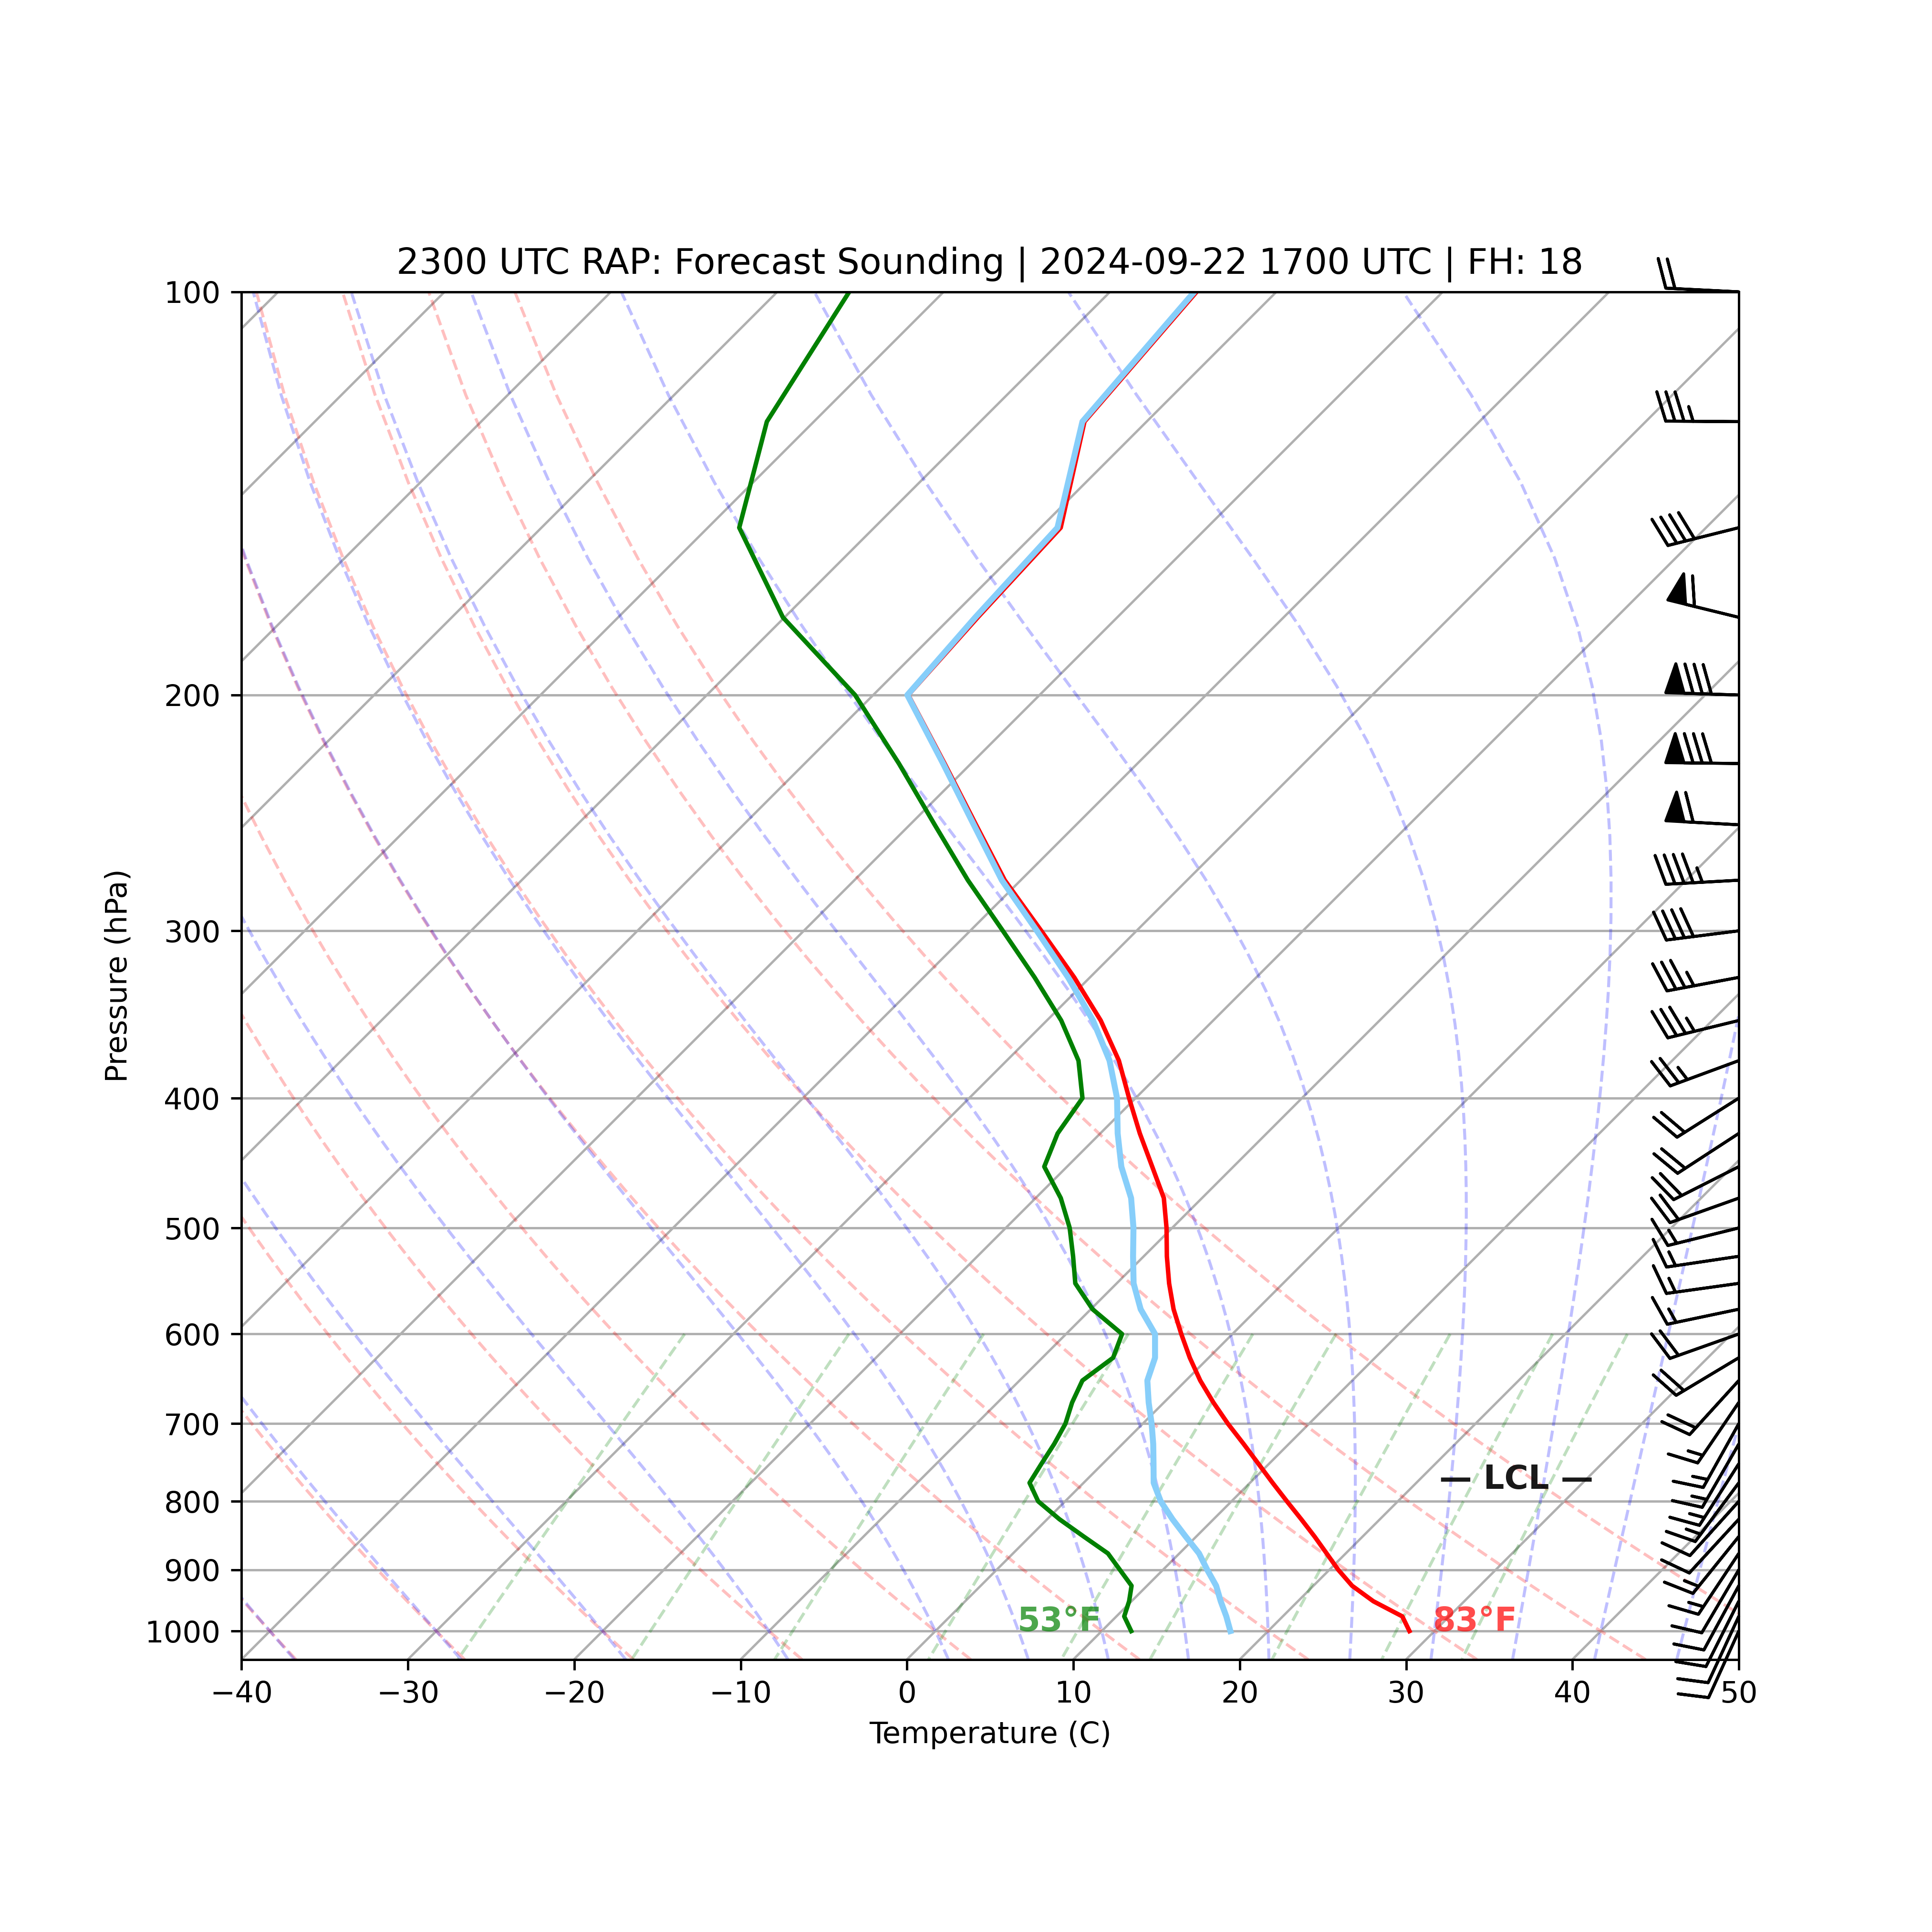 2300 UTC RAP: Forecast Sounding | 2024-09-22 1700 UTC | FH: 18
100
200
300
400
500
600
700
800
900
1000
Pressure (hPa)
— LCL —
53°F
83°F
−40 −30 −20 −10 0 10 20 30 40 50
Temperature (C)